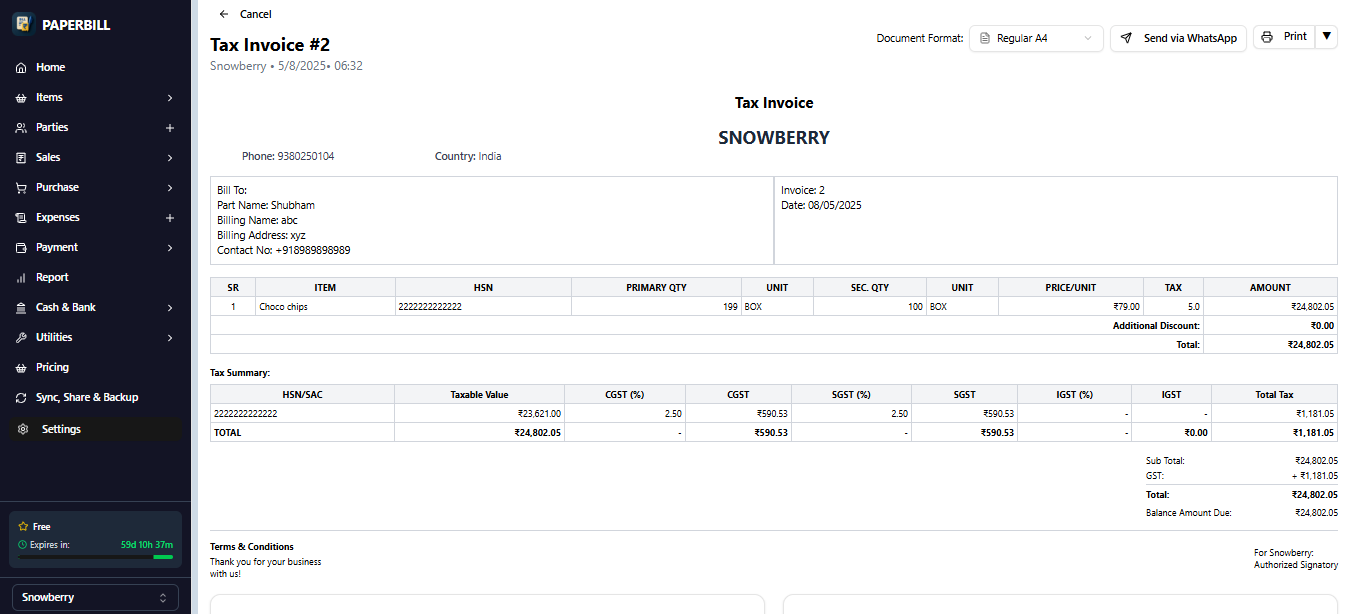 PAPERBILL
Home
Items
Parties
Sales
Purchase
Expenses
Payment
Report
Cash & Bank
Utilities
Pricing
Sync, Share & Backup
Settings
Free
Expires in: 59d 10h 37m
Snowberry
Cancel
Tax Invoice #2
Snowberry • 5/8/2025• 06:32
Document Format: Regular A4 Send via WhatsApp Print
Tax Invoice
SNOWBERRY
Phone: 9380250104 Country: India
Bill To:
Part Name: Shubham
Billing Name: abc
Billing Address: xyz
Contact No: +918989898989
Invoice: 2
Date: 08/05/2025
SR ITEM HSN PRIMARY QTY UNIT SEC. QTY UNIT PRICE/UNIT TAX AMOUNT
1 Choco chips 2222222222222 199 BOX 100 BOX ₹79.00 5.0 ₹24,802.05
Additional Discount: ₹0.00
Total: ₹24,802.05
Tax Summary:
HSN/SAC Taxable Value CGST (%) CGST SGST (%) SGST IGST (%) IGST Total Tax
2222222222222 ₹23,621.00 2.50 ₹590.53 2.50 ₹590.53 - - ₹1,181.05
TOTAL ₹24,802.05 - ₹590.53 - ₹590.53 - ₹0.00 ₹1,181.05
Sub Total: ₹24,802.05
GST: + ₹1,181.05
Total: ₹24,802.05
Balance Amount Due: ₹24,802.05
Terms & Conditions
Thank you for your business
with us!
For Snowberry:
Authorized Signatory